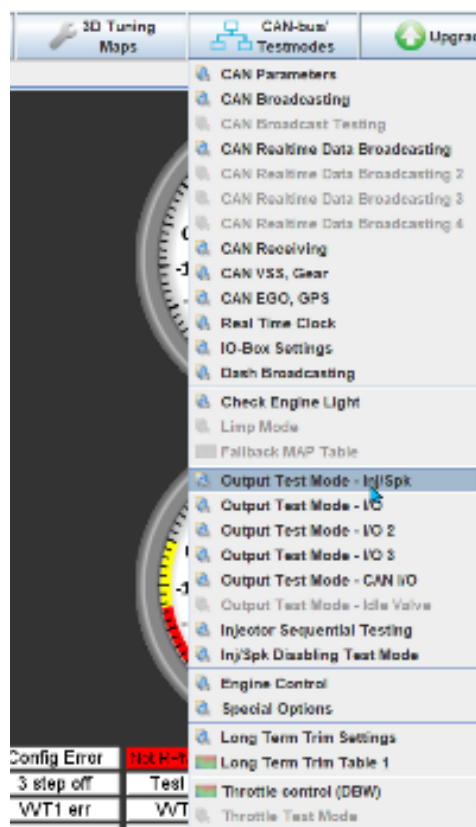 3D Tuning
Maps
CAN-bus/
Testmodes
Upgrad
CAN Parameters
CAN Broadcasting
CAN Broadcast Testing
CAN Realtime Data Broadcasting
CAN Realtime Data Broadcasting 2
CAN Realtime Data Broadcasting 3
CAN Realtime Data Broadcasting 4
CAN Receiving
CAN VSS, Gear
CAN EGO, GPS
Real Time Clock
IO-Box Settings
Dash Broadcasting
Check Engine Light
Limp Mode
Fallback MAP Table
Output Test Mode - Inj/Spk
Output Test Mode - I/O
Output Test Mode - I/O 2
Output Test Mode - I/O 3
Output Test Mode - CAN I/O
Output Test Mode - Idle Valve
Injector Sequential Testing
Inj/Spk Disabling Test Mode
Engine Control
Special Options
Long Term Trim Settings
Long Term Trim Table 1
Throttle control (DBW)
Throttle Test Mode
Config Error
3 step off
Test
VVT1 err
VVT